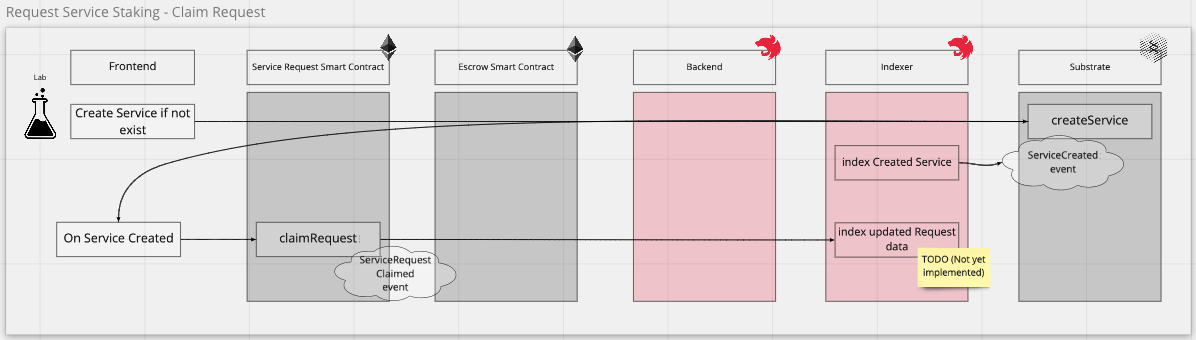 Request Service Staking - Claim Request
Lab
Frontend
Service Request Smart Contract
Escrow Smart Contract
Backend
Indexer
Substrate
Create Service if not
exist
createService
index Created Service
ServiceCreated
event
On Service Created
claimRequest
index updated Request
data
ServiceRequest
Claimed
event
TODO (Not yet
implemented)